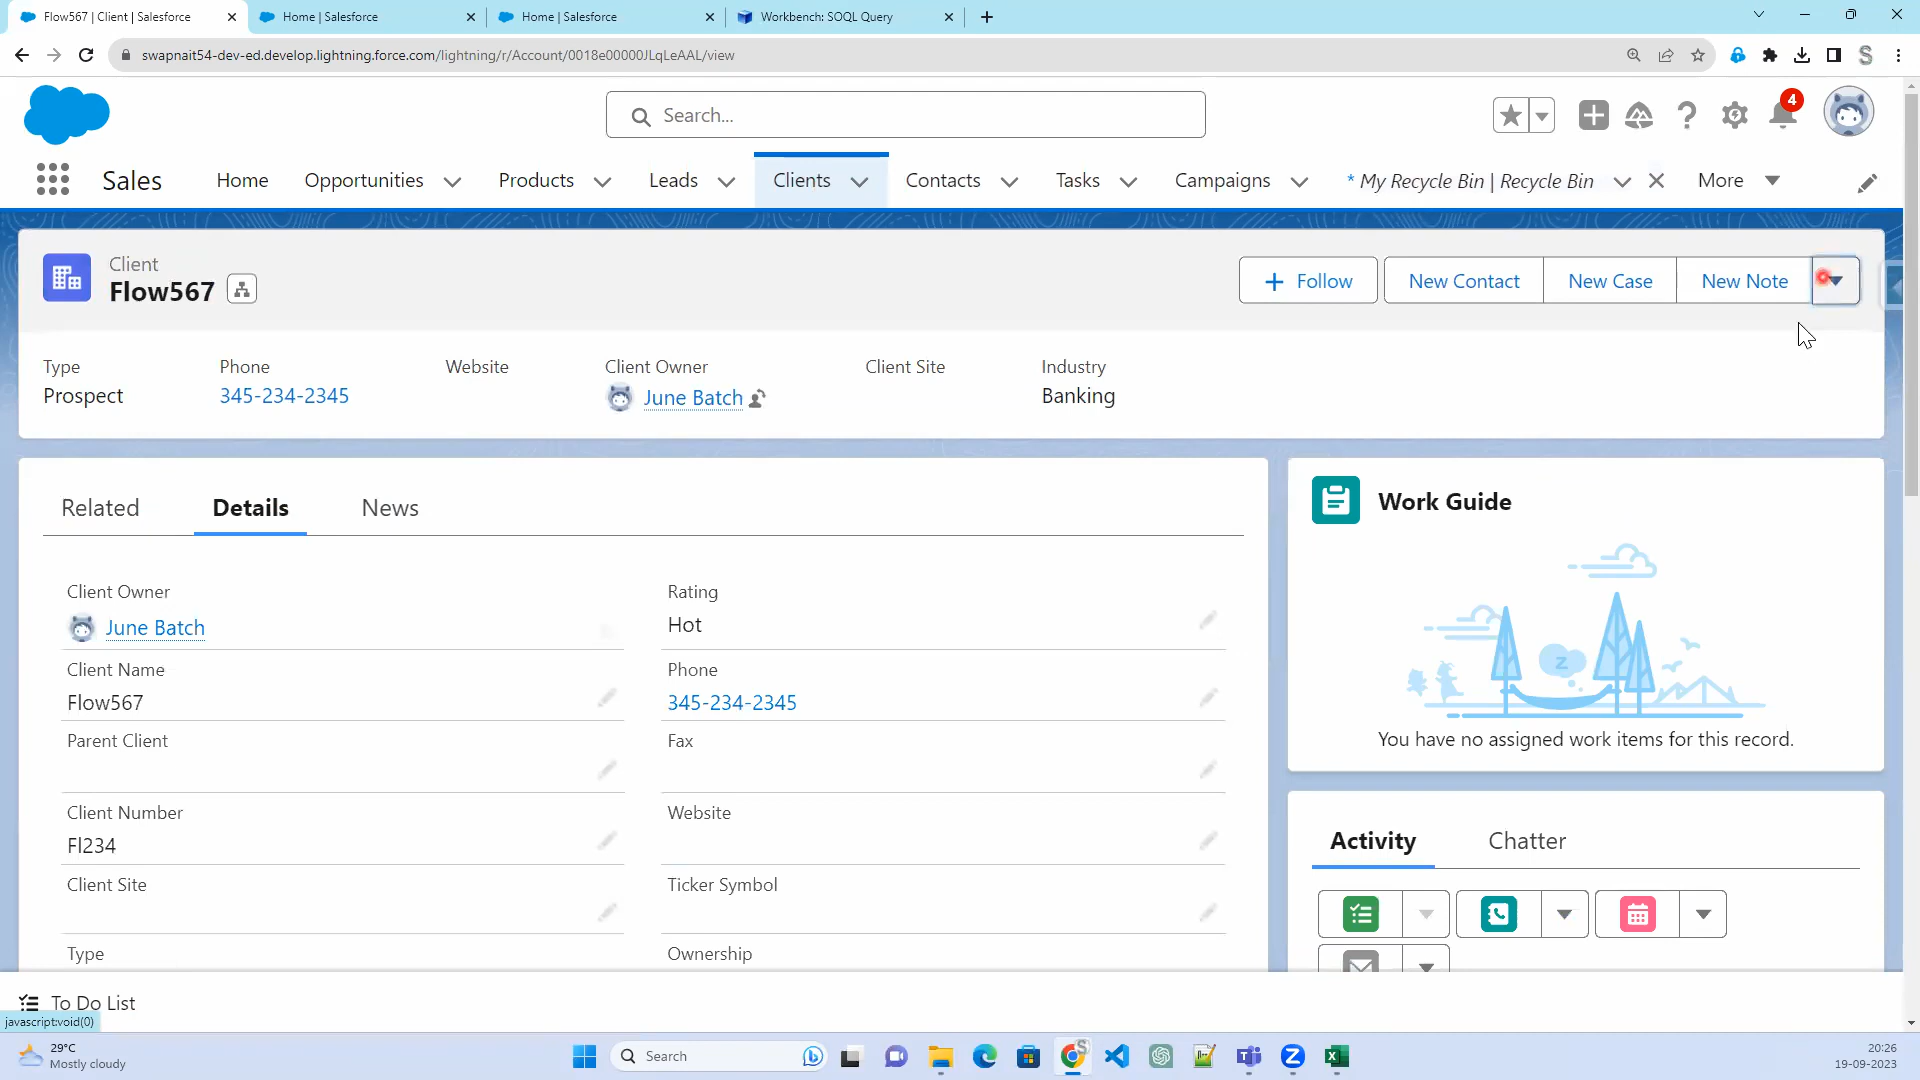 Flow567 | Client | Salesforce
Home | Salesforce
Home | Salesforce
Workbench: SOQL Query
swapnait54-dev-ed.develop.lightning.force.com/lightning/r/Account/0018e00000JLqLeAAL/view
Search...
4
Sales
Home
Opportunities
Products
Leads
Clients
Contacts
Tasks
Campaigns
* My Recycle Bin | Recycle Bin
More
Client
Flow567
Follow
New Contact
New Case
New Note
Type
Prospect
Phone
345-234-2345
Website
Client Owner
June Batch
Client Site
Industry
Banking
Related
Details
News
Client Owner
June Batch
Rating
Hot
Client Name
Flow567
Phone
345-234-2345
Parent Client
Fax
Client Number
Fl234
Website
Client Site
Ticker Symbol
Type
Ownership
Work Guide
Z
You have no assigned work items for this record.
Activity
Chatter
To Do List
javascript:void(0)
29°C
Mostly cloudy
Search
20:26
19-09-2023